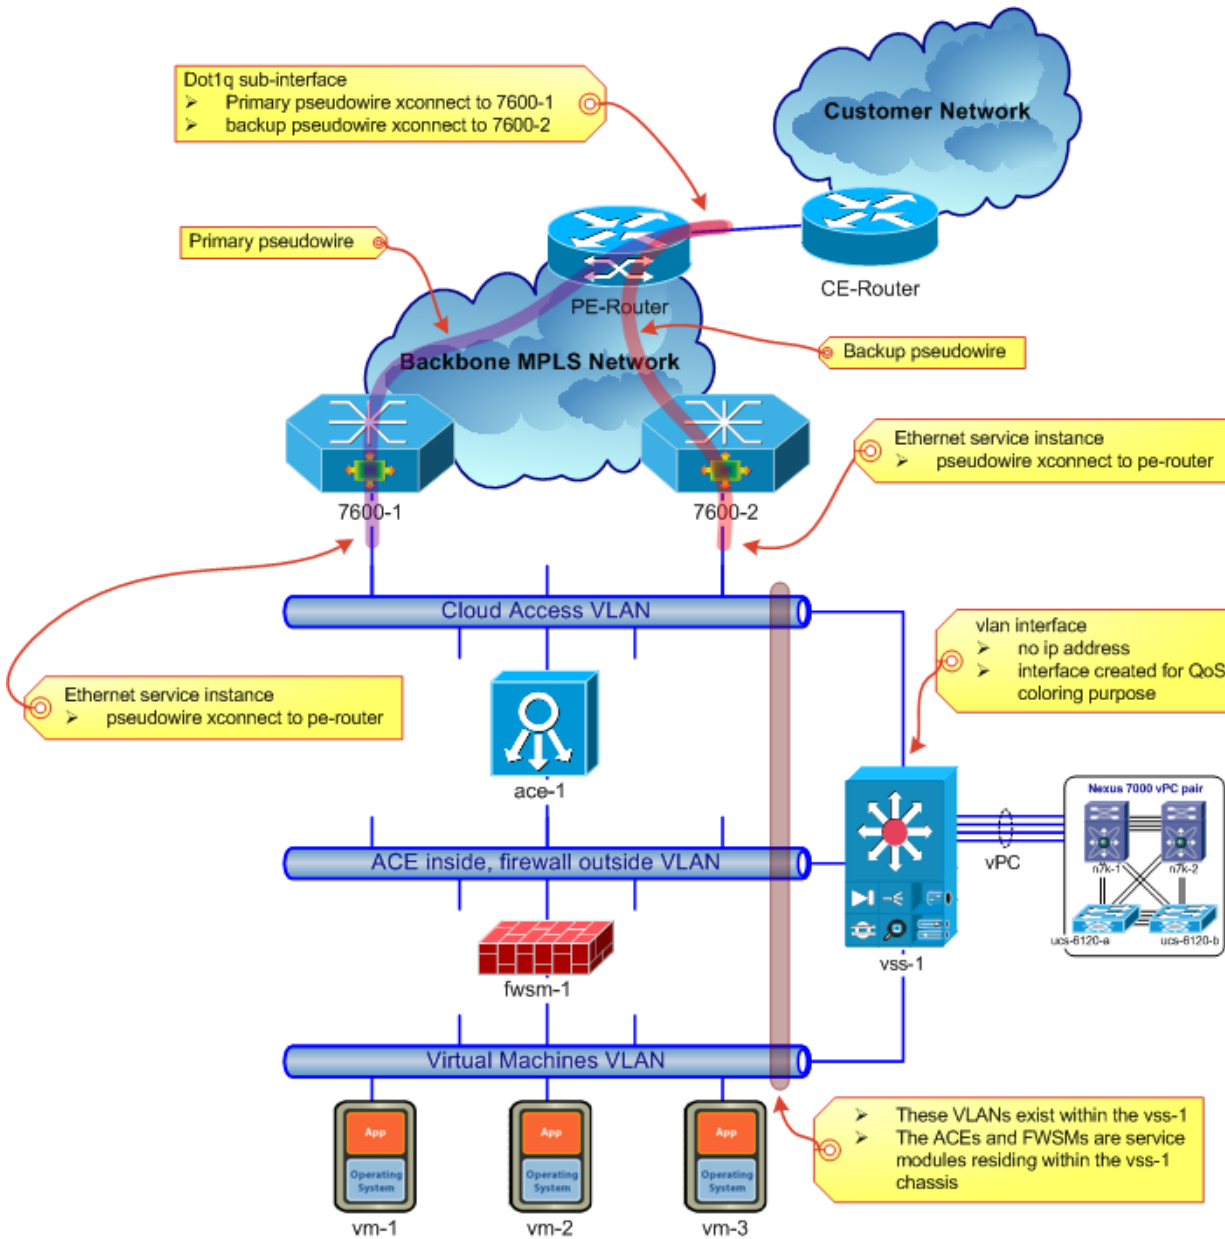 Dot1q sub-interface
➢ Primary pseudowire xconnect to 7600-1
➢ backup pseudowire xconnect to 7600-2
Customer Network
Primary pseudowire
PE-Router
CE-Router
Backup pseudowire
Backbone MPLS Network
Ethernet service instance
➢ pseudowire xconnect to pe-router
7600-1
7600-2
Cloud Access VLAN
vlan interface
➢ no ip address
➢ interface created for QoS
coloring purpose
Ethernet service instance
➢ pseudowire xconnect to pe-router
ace-1
Nexus 7000 vPC pair
n7k-1
n7k-2
vPC
ACE inside, firewall outside VLAN
ucs-6120-a
ucs-6120-b
vss-1
fwsm-1
Virtual Machines VLAN
➢ These VLANs exist within the vss-1
➢ The ACEs and FWSMs are service
modules residing within the vss-1
chassis
App
Operating
System
App
Operating
System
App
Operating
System
vm-1
vm-2
vm-3